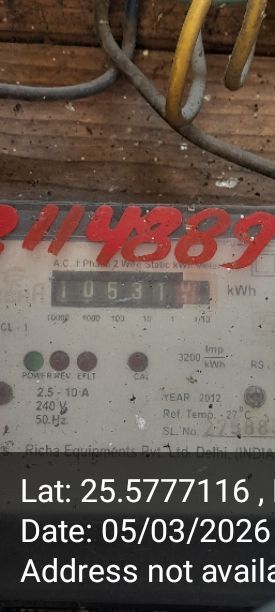 2114889
A.C. 1 Phase 2 Wire Static kWh Meter
10531
kWh
10000 1000 100 10 1 1/10
CL. 1
3200 Imp/kWh
POWER REV EFLT CAL
RS
2.5 - 10 A
240 V
50 Hz
YEARː 2012
Ref. Temp. 27°C
SL. No.
Richa Equipments Pvt. Ltd. Delhi, (INDIA
Lat: 25.5777116 ,
Date: 05/03/2026
Address not availa